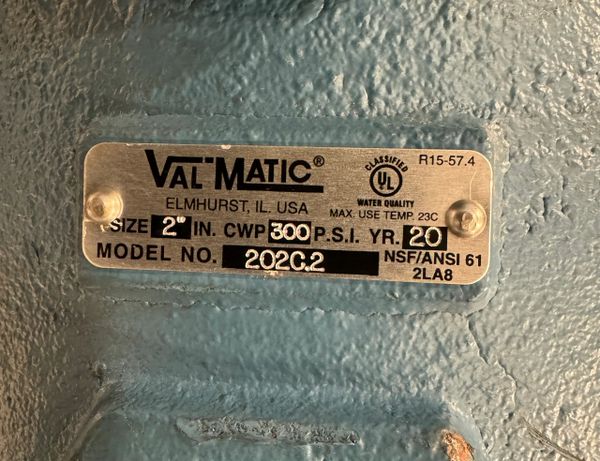 VAL-MATIC®
ELMHURST, IL. USA
CLASSIFIED
UL
WATER QUALITY
R15-57.4
MAX. USE TEMP. 23C
SIZE 2" IN. CWP 300 P.S.I. YR. 20
MODEL NO. 202C.2
NSF/ANSI 61
2LA8